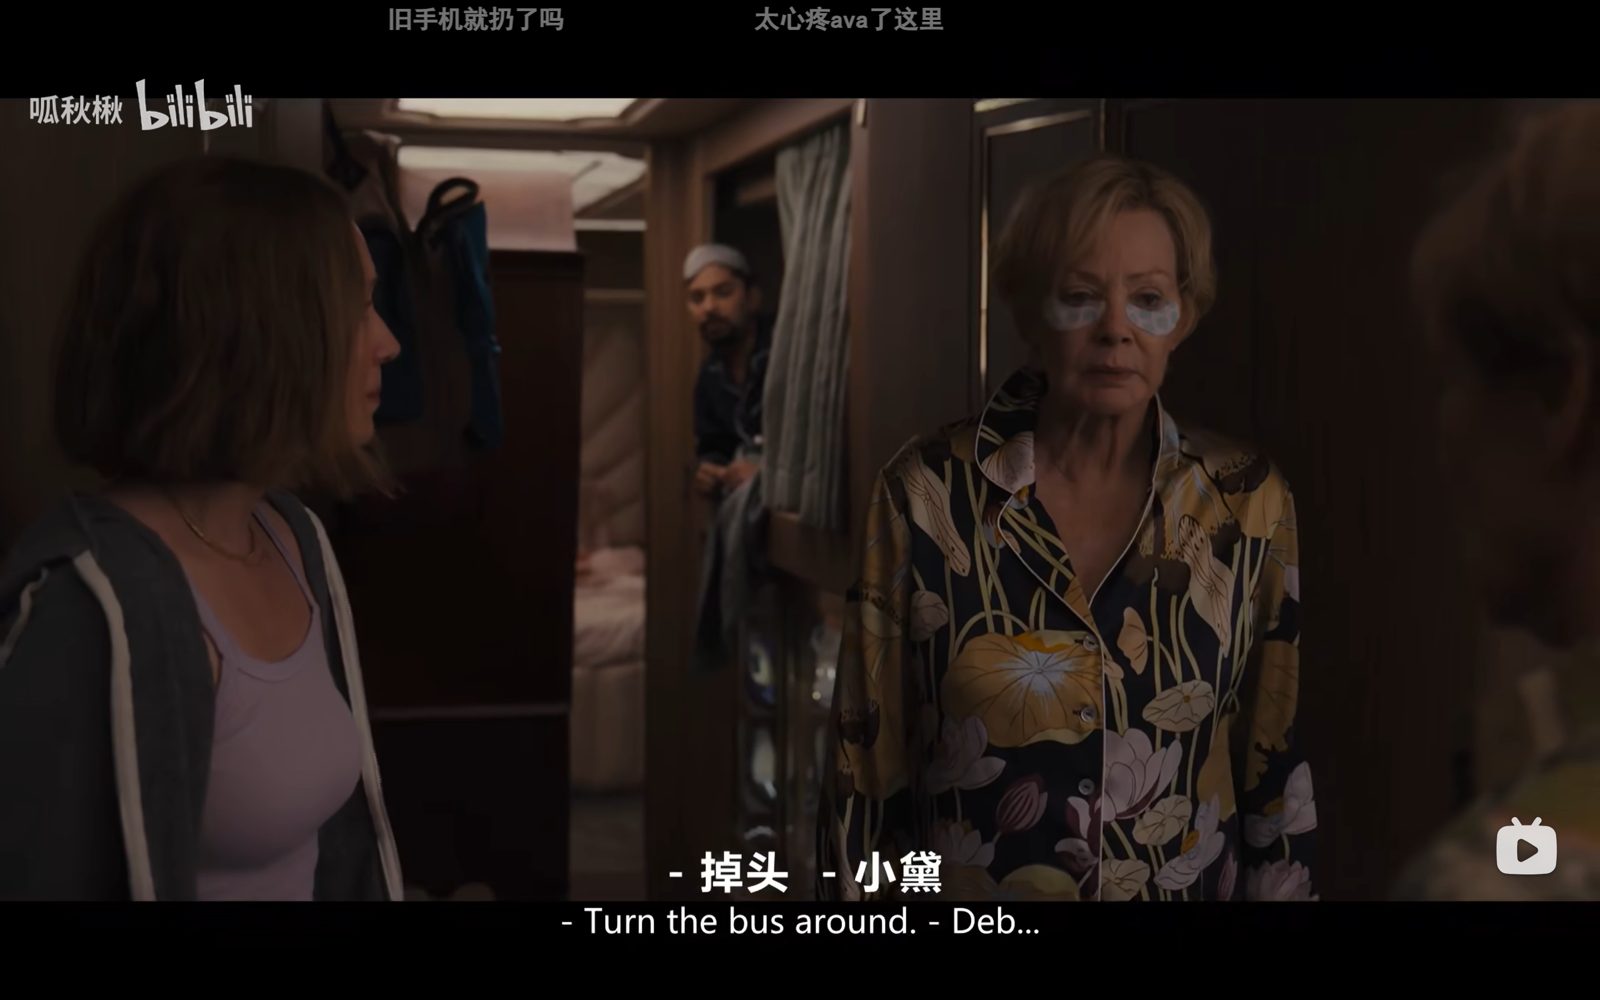 旧手机就扔了吗
太心疼ava了这里
呱秋楸 bilibili
- 掉头 - 小黛
- Turn the bus around. - Deb...